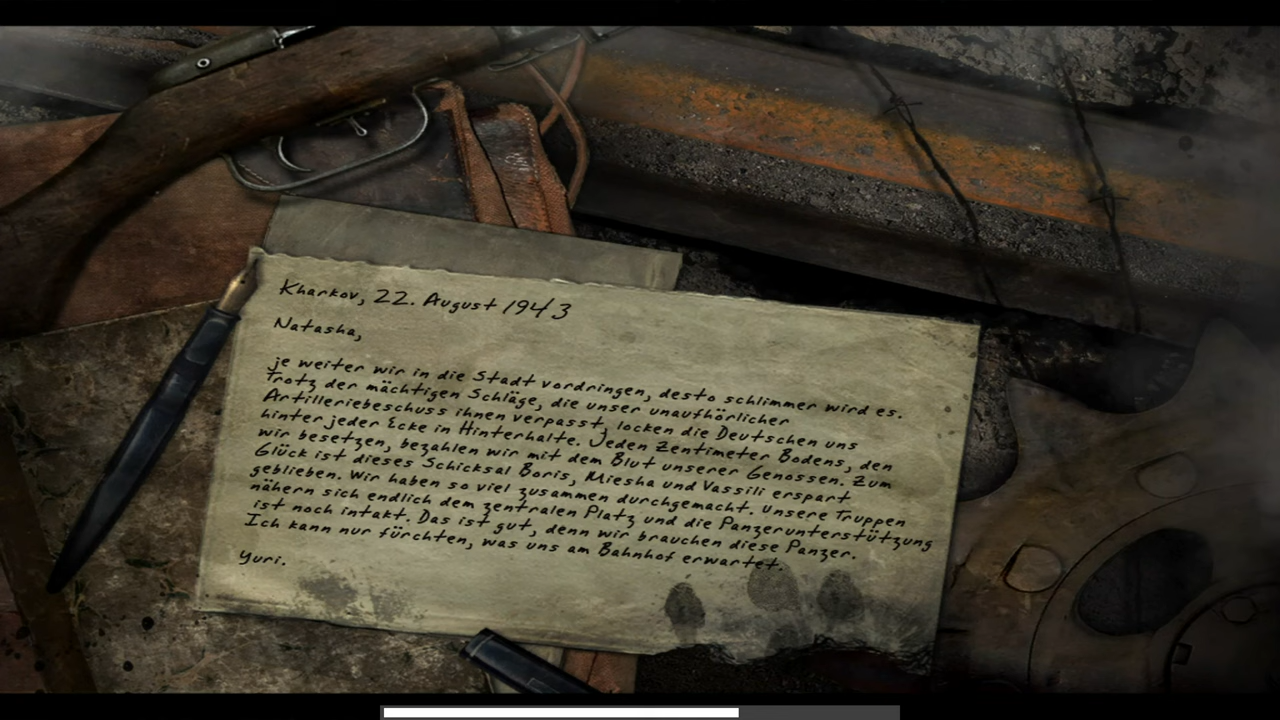 Kharkov, 22. August 1943
Natasha,
je weiter wir in die Stadt vordringen, desto schlimmer wird es.
Trotz der mächtigen Schläge, die unser unaufhörlicher
Artilleriebeschuss ihnen verpasst, locken die Deutschen uns
hinter jeder Ecke in Hinterhalte. Jeden Zentimeter Bodens, den
wir besetzen, bezahlen wir mit dem Blut unserer Genossen. Zum
Glück ist dieses Schicksal Boris, Miesha und Vassili erspart
geblieben. Wir haben so viel zusammen durchgemacht. Unsere Truppen
nähern sich endlich dem zentralen Platz und die Panzerunterstützung
ist noch intakt. Das ist gut, denn wir brauchen diese Panzer.
Ich kann nur fürchten, was uns am Bahnhof erwartet.
Yuri.